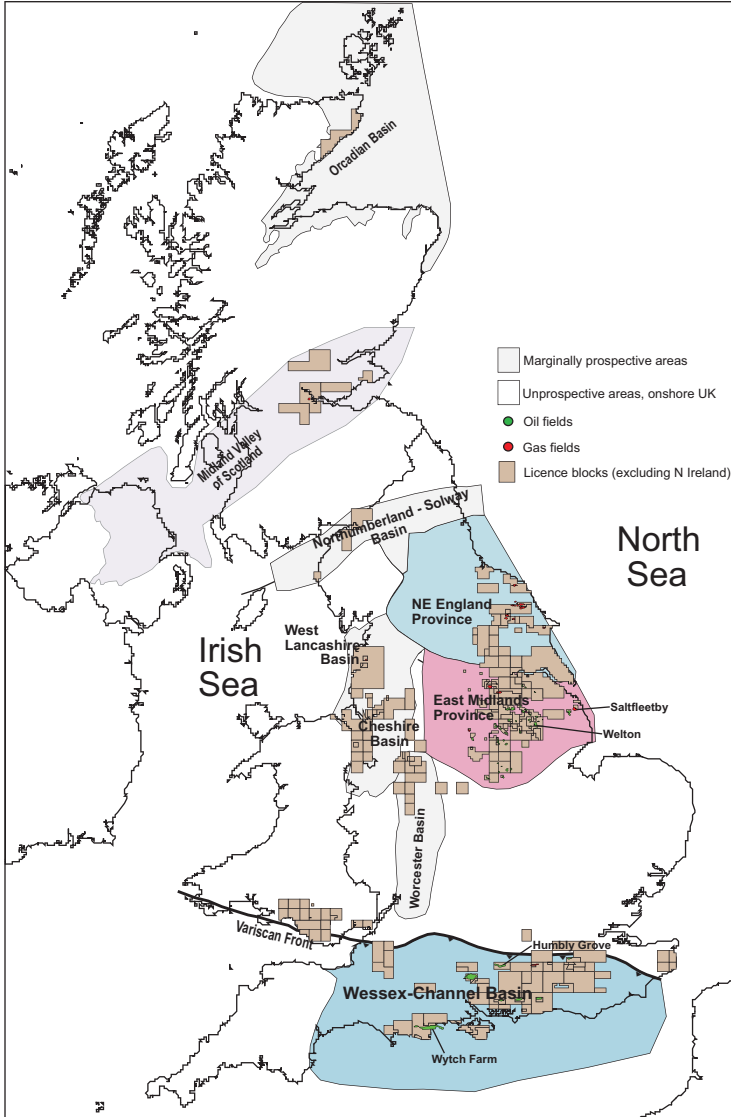 Orcadian Basin
Marginally prospective areas
Unprospective areas, onshore UK
Oil fields
Gas fields
Licence blocks (excluding N Ireland)
Midland Valley
of Scotland
Northumberland - Solway
Basin
North
Sea
NE England
Province
West
Lancashire
Basin
Irish
Sea
East Midlands
Province
Saltfleetby
Welton
Cheshire
Basin
Worcester Basin
Variscan Front
Humbly Grove
Wessex-Channel Basin
Wytch Farm